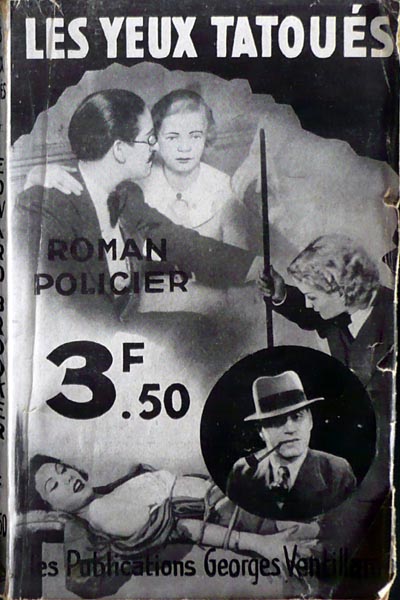 LES YEUX TATOUÉS
ROMAN
POLICIER
3F.50
les Publications Georges Ventillard